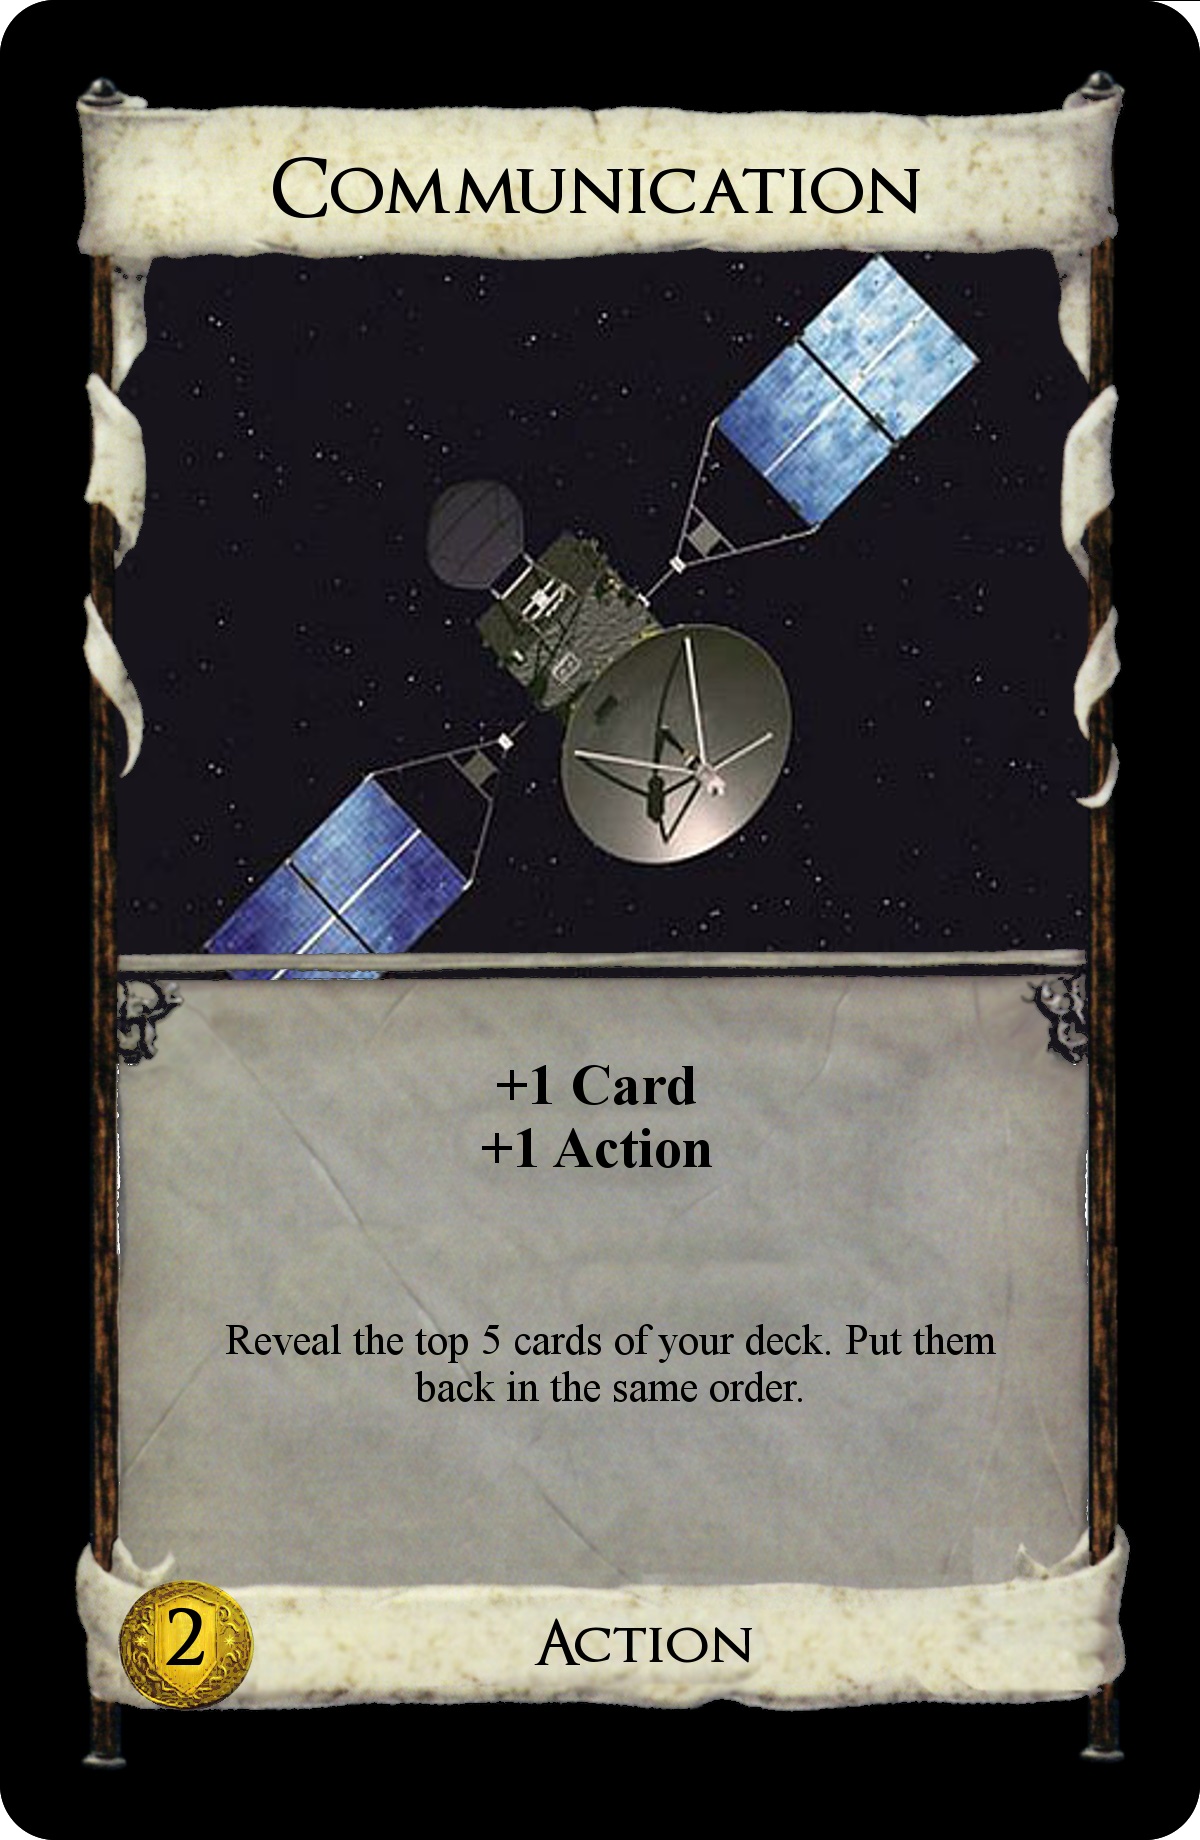 Communication
+1 Card
+1 Action
Reveal the top 5 cards of your deck. Put them
back in the same order.
2
Action